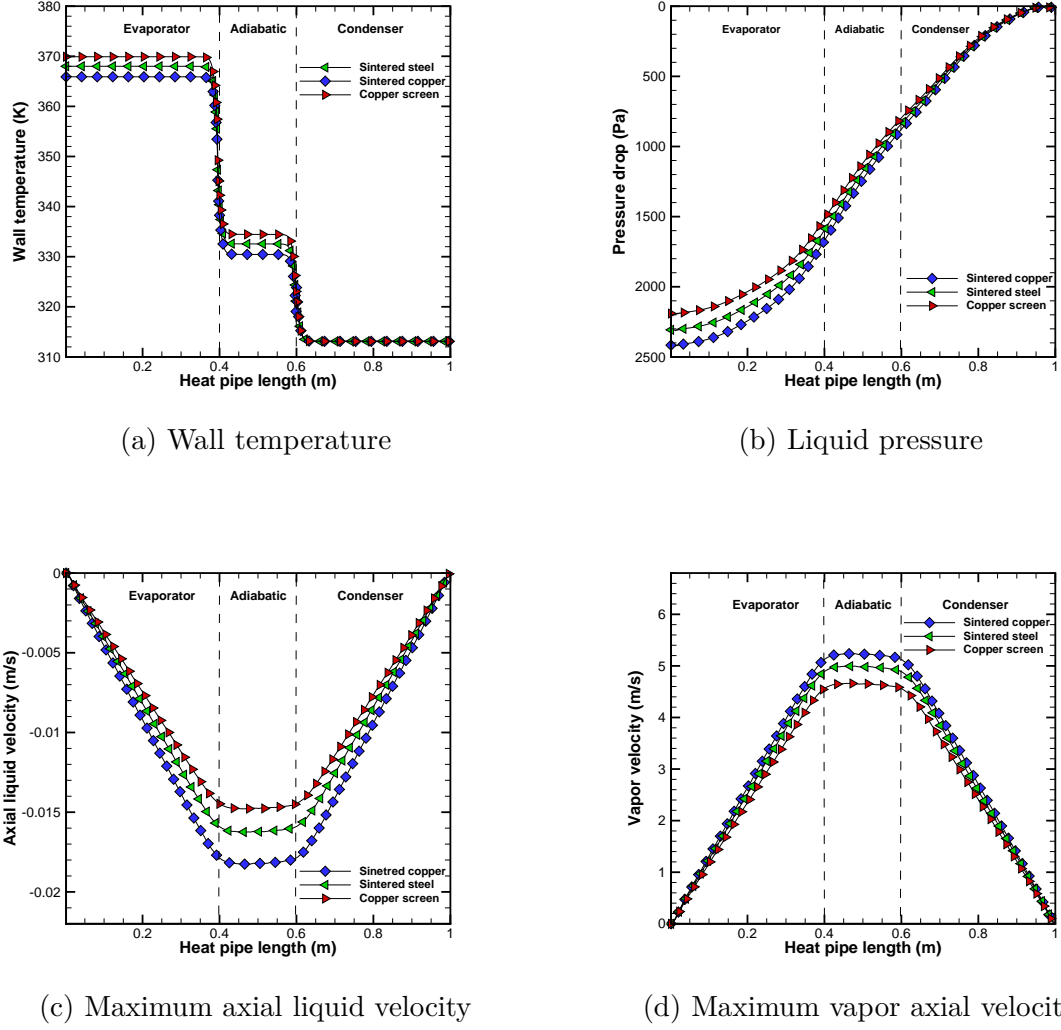 380
370
360
350
340
330
320
310
Wall temperature (K)
Evaporator Adiabatic Condenser
Sintered steel
Sintered copper
Copper screen
0.2 0.4 0.6 0.8 1
Heat pipe length (m)
(a) Wall temperature
0
500
1000
1500
2000
2500
Pressure drop (Pa)
Evaporator Adiabatic Condenser
Sintered copper
Sintered steel
Copper screen
0.2 0.4 0.6 0.8 1
Heat pipe length (m)
(b) Liquid pressure
0
-0.005
-0.01
-0.015
-0.02
Axial liquid velocity (m/s)
Evaporator Adiabatic Condenser
Sinetred copper
Sintered steel
Copper screen
0.2 0.4 0.6 0.8 1
Heat pipe length (m)
(c) Maximum axial liquid velocity
6
5
4
3
2
1
0
Vapor velocity (m/s)
Evaporator Adiabatic Condenser
Sintered copper
Sintered steel
Copper screen
0.2 0.4 0.6 0.8 1
Heat pipe length (m)
(d) Maximum vapor axial velocit